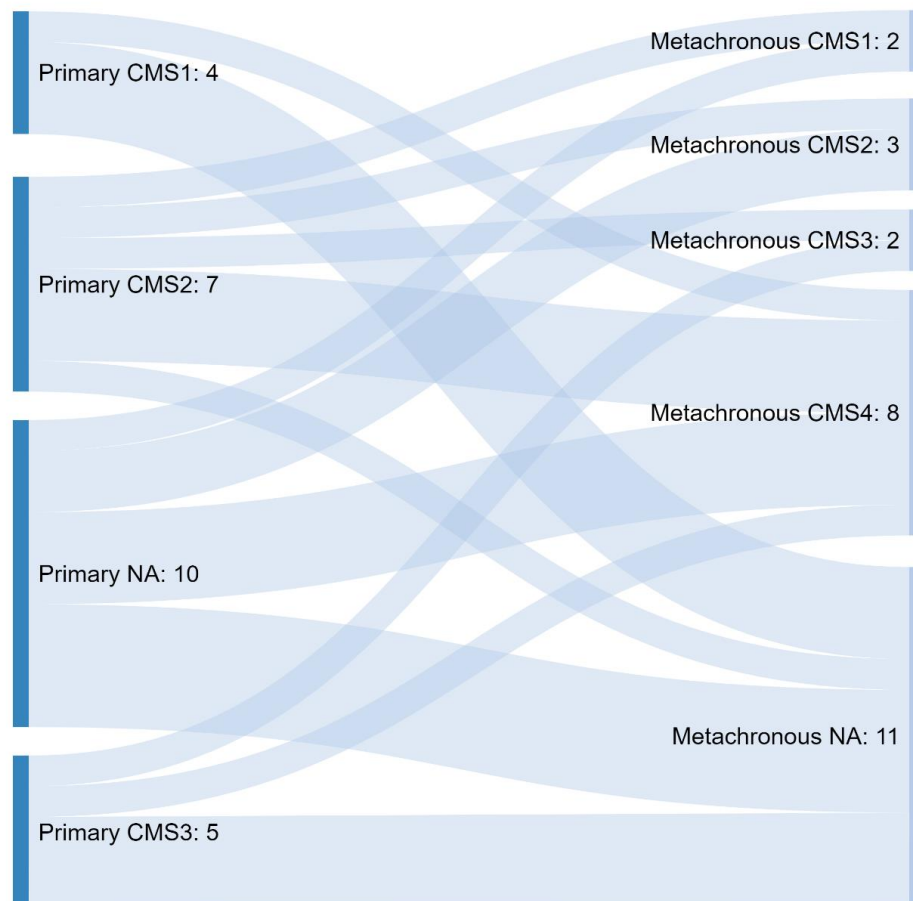 Primary CMS1: 4
Primary CMS2: 7
Primary NA: 10
Primary CMS3: 5
Metachronous CMS1: 2
Metachronous CMS2: 3
Metachronous CMS3: 2
Metachronous CMS4: 8
Metachronous NA: 11